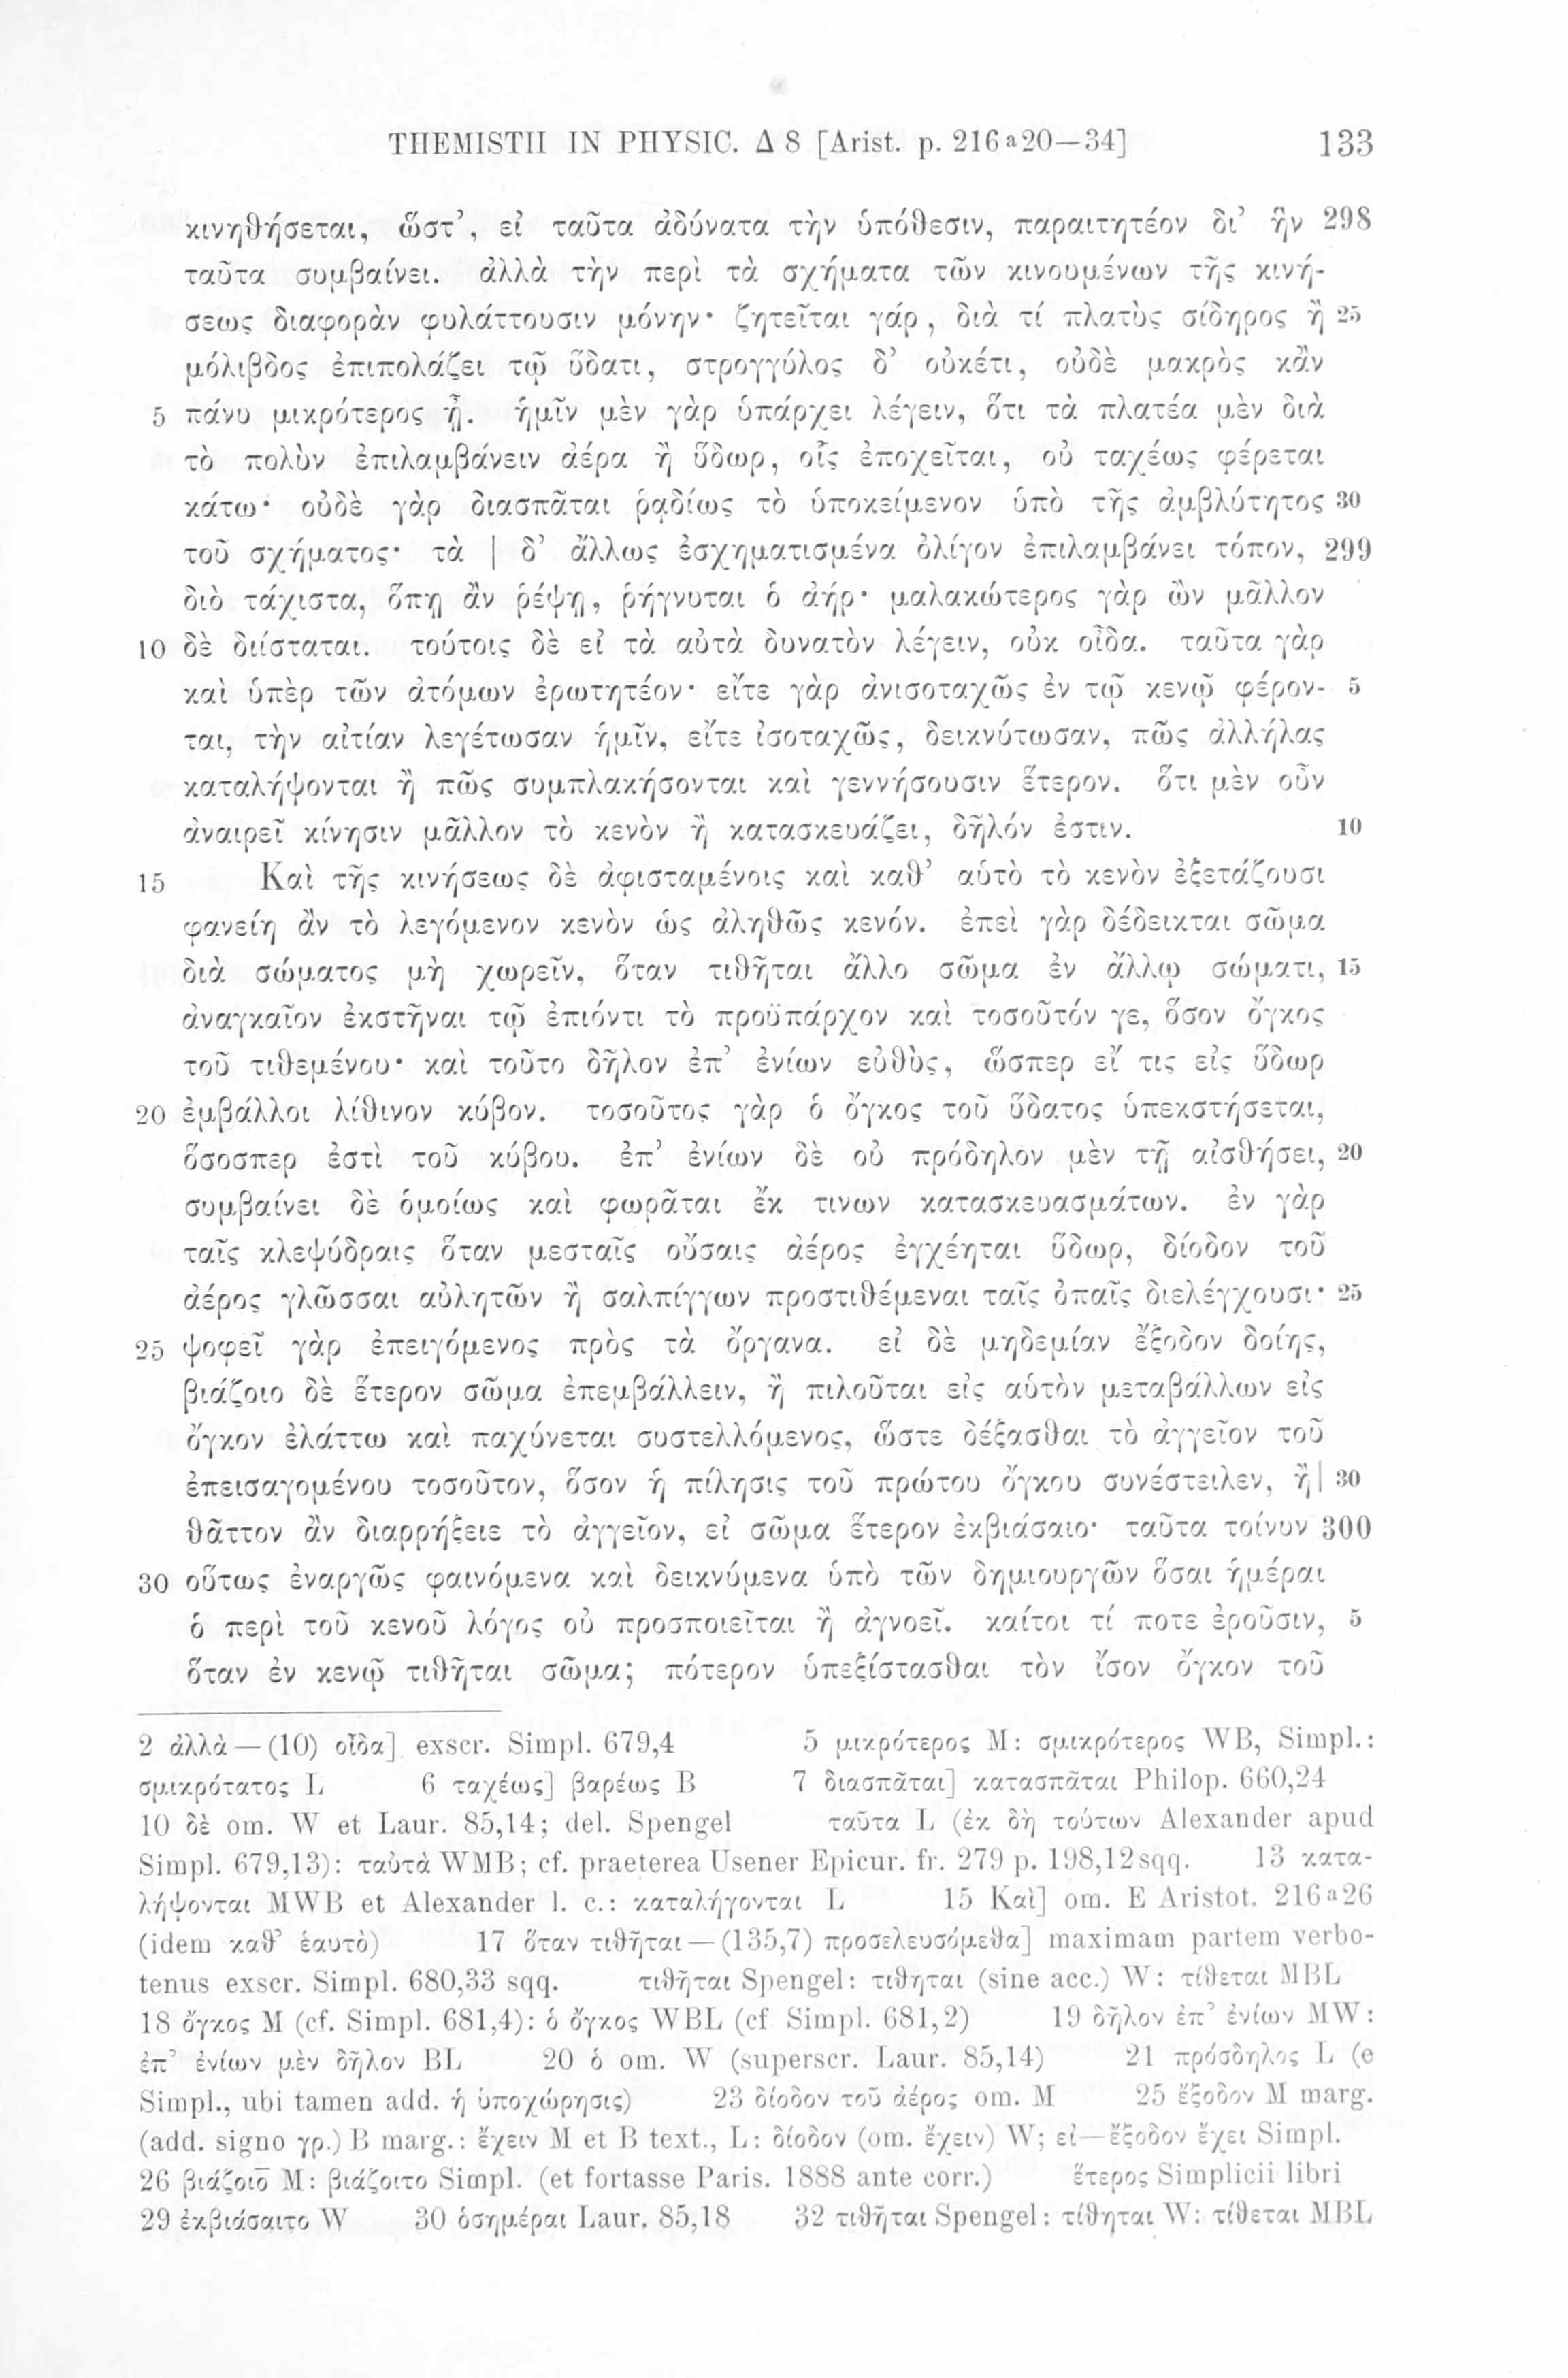 THEMISTII IN PHYSIC. Δ 8 [Arist. p. 216a20—34] 133
κινηθήσεται, ὥστ’, εἰ ταῦτα ἀδύνατα τὴν ὑπόθεσιν, παραιτητέον δι’ ἣν 298
ταῦτα συμβαίνει. ἀλλὰ τὴν περὶ τὰ σχήματα τῶν κινουμένων τῆς κινή-
σεως διαφορὰν φυλάττουσιν μόνην· ζητεῖται γάρ, διὰ τί πλατὺς σίδηρος ἢ 25
μόλιβδος ἐπιπολάζει τῷ ὕδατι, στρογγύλος δ’ οὐκέτι, οὐδὲ μακρὸς κἂν
5 πάνυ μικρότερος ᾖ. ἡμῖν μὲν γὰρ ὑπάρχει λέγειν, ὅτι τὰ πλατέα μὲν διὰ
τὸ πολὺν ἐπιλαμβάνειν ἀέρα ἢ ὕδωρ, οἷς ἐποχεῖται, οὐ ταχέως φέρεται
κάτω· οὐδὲ γὰρ διασπᾶται ῥᾳδίως τὸ ὑποκείμενον ὑπὸ τῆς ἀμβλύτητος 30
τοῦ σχήματος· τὰ | δ’ ἄλλως ἐσχηματισμένα ὀλίγον ἐπιλαμβάνει τόπον, 299
διὸ τάχιστα, ὅπῃ ἂν ῥέψῃ, ῥήγνυται ὁ ἀήρ· μαλακώτερος γὰρ ὢν μᾶλλον
10 δὲ διίσταται. τούτοις δὲ εἰ τὰ αὐτὰ δυνατὸν λέγειν, οὐκ οἶδα. ταῦτα γὰρ
καὶ ὑπὲρ τῶν ἀτόμων ἐρωτητέον· εἴτε γὰρ ἀνισοταχῶς ἐν τῷ κενῷ φέρον- 5
ται, τὴν αἰτίαν λεγέτωσαν ἡμῖν, εἴτε ἰσοταχῶς, δεικνύτωσαν, πῶς ἀλλήλας
καταλήψονται ἢ πῶς συμπλακήσονται καὶ γεννήσουσιν ἕτερον. ὅτι μὲν οὖν
ἀναιρεῖ κίνησιν μᾶλλον τὸ κενὸν ἢ κατασκευάζει, δῆλόν ἐστιν. 10
15 Καὶ τῆς κινήσεως δὲ ἀφισταμένοις καὶ καθ’ αὑτὸ τὸ κενὸν ἐξετάζουσι
φανείη ἂν τὸ λεγόμενον κενὸν ὡς ἀληθῶς κενόν. ἐπεὶ γὰρ δέδεικται σῶμα
διὰ σώματος μὴ χωρεῖν, ὅταν τιθῆται ἄλλο σῶμα ἐν ἄλλῳ σώματι, 15
ἀναγκαῖον ἐκστῆναι τῷ ἐπιόντι τὸ προϋπάρχον καὶ τοσοῦτόν γε, ὅσον ὄγκος
τοῦ τιθεμένου· καὶ τοῦτο δῆλον ἐπ’ ἐνίων εὐθὺς, ὥσπερ εἴ τις εἰς ὕδωρ
20 ἐμβάλλοι λίθινον κύβον. τοσοῦτος γὰρ ὁ ὄγκος τοῦ ὕδατος ὑπεκστήσεται,
ὅσοσπερ ἐστὶ τοῦ κύβου. ἐπ’ ἐνίων δὲ οὐ πρόδηλον μὲν τῇ αἰσθήσει, 20
συμβαίνει δὲ ὁμοίως καὶ φωρᾶται ἔκ τινων κατασκευασμάτων. ἐν γὰρ
ταῖς κλεψύδραις ὅταν μεσταῖς οὔσαις ἀέρος ἐγχέηται ὕδωρ, δίοδον τοῦ
ἀέρος γλῶσσαι αὐλητῶν ἢ σαλπίγγων προστιθέμεναι ταῖς ὀπαῖς διελέγχουσι· 25
25 ψοφεῖ γὰρ ἐπειγόμενος πρὸς τὰ ὄργανα. εἰ δὲ μηδεμίαν ἔξοδον δοίης,
βιάζοιο δὲ ἕτερον σῶμα ἐπεμβάλλειν, ἢ πιλοῦται εἰς αὑτὸν μεταβάλλων εἰς
ὄγκον ἐλάττω καὶ παχύνεται συστελλόμενος, ὥστε δέξασθαι τὸ ἀγγεῖον τοῦ
ἐπεισαγομένου τοσοῦτον, ὅσον ἡ πίλησις τοῦ πρώτου ὄγκου συνέστειλεν, ἢ | 30
θᾶττον ἂν διαρρήξειε τὸ ἀγγεῖον, εἰ σῶμα ἕτερον ἐκβιάσαιο· ταῦτα τοίνυν 300
30 οὕτως ἐναργῶς φαινόμενα καὶ δεικνύμενα ὑπὸ τῶν δημιουργῶν ὅσαι ἡμέραι
ὁ περὶ τοῦ κενοῦ λόγος οὐ προσποιεῖται ἢ ἀγνοεῖ. καίτοι τί ποτε ἐροῦσιν, 5
ὅταν ἐν κενῷ τιθῆται σῶμα; πότερον ὑπεξίστασθαι τὸν ἴσον ὄγκον τοῦ
2 ἀλλὰ — (10) οἶδα] exscr. Simpl. 679,4 5 μικρότερος M: σμικρότερος WB, Simpl.:
σμικρότατος L 6 ταχέως] βαρέως B 7 διασπᾶται] κατασπᾶται Philop. 660,24
10 δὲ om. W et Laur. 85,14; del. Spengel ταῦτα L (ἐκ δὴ τούτων Alexander apud
Simpl. 679,13): ταὐτὰ WMB; cf. praeterea Usener Epicur. fr. 279 p. 198,12 sqq. 13 κατα-
λήψονται MWB et Alexander l. c.: καταλήγονται L 15 Καὶ] om. E Aristot. 216a26
(idem καθ’ ἑαυτὸ) 17 ὅταν τιθῆται — (135,7) προσελευσόμεθα] maximam partem verbo-
tenus exscr. Simpl. 680,33 sqq. τιθῆται Spengel: τιθηται (sine acc.) W: τίθεται MBL
18 ὄγκος M (cf. Simpl. 681,4): ὁ ὄγκος WBL (cf Simpl. 681,2) 19 δῆλον ἐπ’ ἐνίων MW:
ἐπ’ ἐνίων μὲν δῆλον BL 20 ὁ om. W (superscr. Laur. 85,14) 21 πρόσδηλος L (e
Simpl., ubi tamen add. ἡ ὑποχώρησις) 23 δίοδον τοῦ ἀέρος om. M 25 ἔξοδον M marg.
(add. signo γρ.) B marg.: ἔχειν M et B text., L: δίοδον (om. ἔχειν) W; εἰ — ἔξοδον ἔχει Simpl.
26 βιάζοιο M: βιάζοιτο Simpl. (et fortasse Paris. 1888 ante corr.) ἕτερος Simplicii libri
29 ἐκβιάσαιτο W 30 ὁσημέραι Laur. 85,18 32 τιθῆται Spengel: τίθηται W: τίθεται MBL